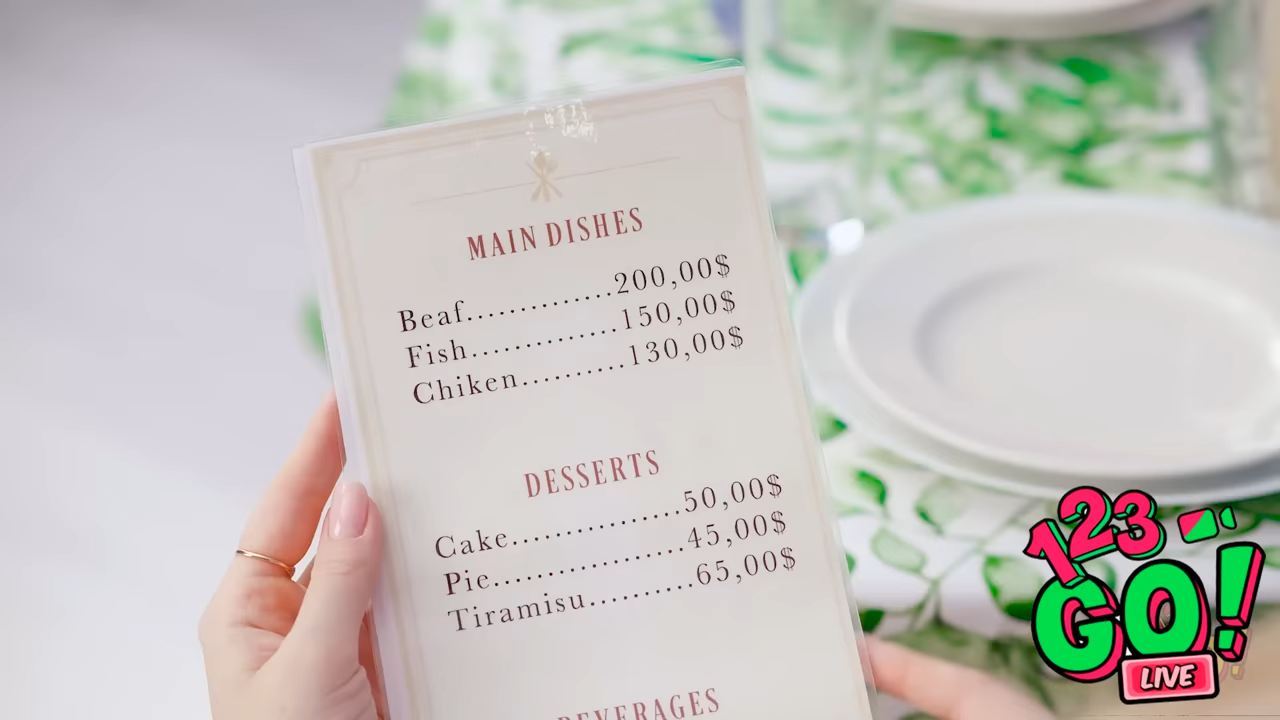 MAIN DISHES
Beaf..............200,00$
Fish..............150,00$
Chiken..........130,00$
DESSERTS
Cake................50,00$
Pie..................45,00$
Tiramisu..........65,00$
BEVERAGES
123
GO!
LIVE